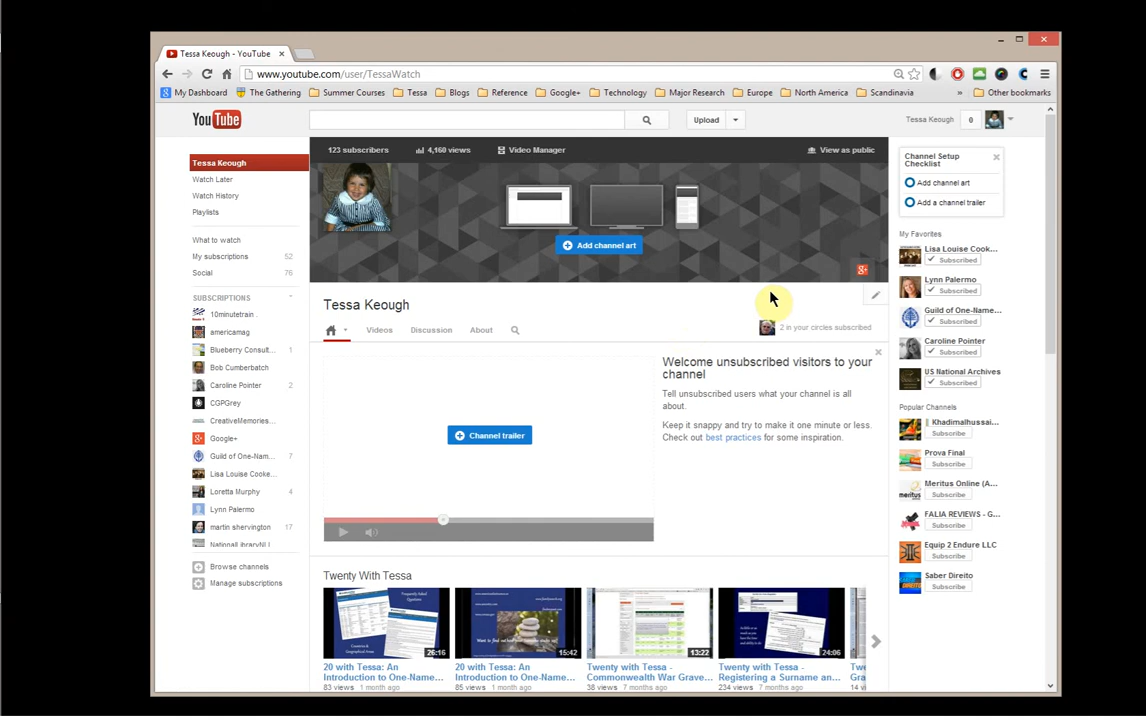 Tessa Keough - YouTube
www.youtube.com/user/TessaWatch
My Dashboard The Gathering Summer Courses Tessa Blogs Reference Google+ Technology Major Research Europe North America Scandinavia » Other bookmarks
YouTube
Upload
Tessa Keough 0
Tessa Keough
Watch Later
Watch History
Playlists
What to watch
My subscriptions 52
Social 76
SUBSCRIPTIONS
10minutetrain .
americamag
Blueberry Consult... 1
Bob Cumberbatch
Caroline Pointer 2
CGPGrey
CreativeMemories...
Google+
Guild of One-Nam... 7
Lisa Louise Cooke...
Loretta Murphy 4
Lynn Palermo
martin shervington 17
NationalLibraryNLI
Browse channels
Manage subscriptions
123 subscribers 4,160 views Video Manager View as public
Add channel art
Tessa Keough
Videos Discussion About
2 in your circles subscribed
Channel trailer
Welcome unsubscribed visitors to your
channel
Tell unsubscribed users what your channel is all
about.
Keep it snappy and try to make it one minute or less.
Check out best practices for some inspiration.
Twenty With Tessa
Frequently Asked
Questions
Countries &
Geographical Areas
26:16
15:42
13:22
24:06
20 with Tessa: An
Introduction to One-Name...
83 views 1 month ago
20 with Tessa: An
Introduction to One-Name...
85 views 1 month ago
Twenty with Tessa -
Commonwealth War Grave...
38 views 7 months ago
Twenty with Tessa -
Registering a Surname an...
234 views 7 months ago
Twe
Gra
14 vi
Channel Setup
Checklist
Add channel art
Add a channel trailer
My Favorites
Lisa Louise Cook...
Subscribed
Lynn Palermo
Subscribed
Guild of One-Name...
Subscribed
Caroline Pointer
Subscribed
US National Archives
Subscribed
Popular Channels
Khadimalhussai...
Subscribe
Prova Final
Subscribe
Meritus Online (A...
Subscribe
FALIA REVIEWS - G...
Subscribe
Equip 2 Endure LLC
Subscribe
Saber Direito
Subscribe